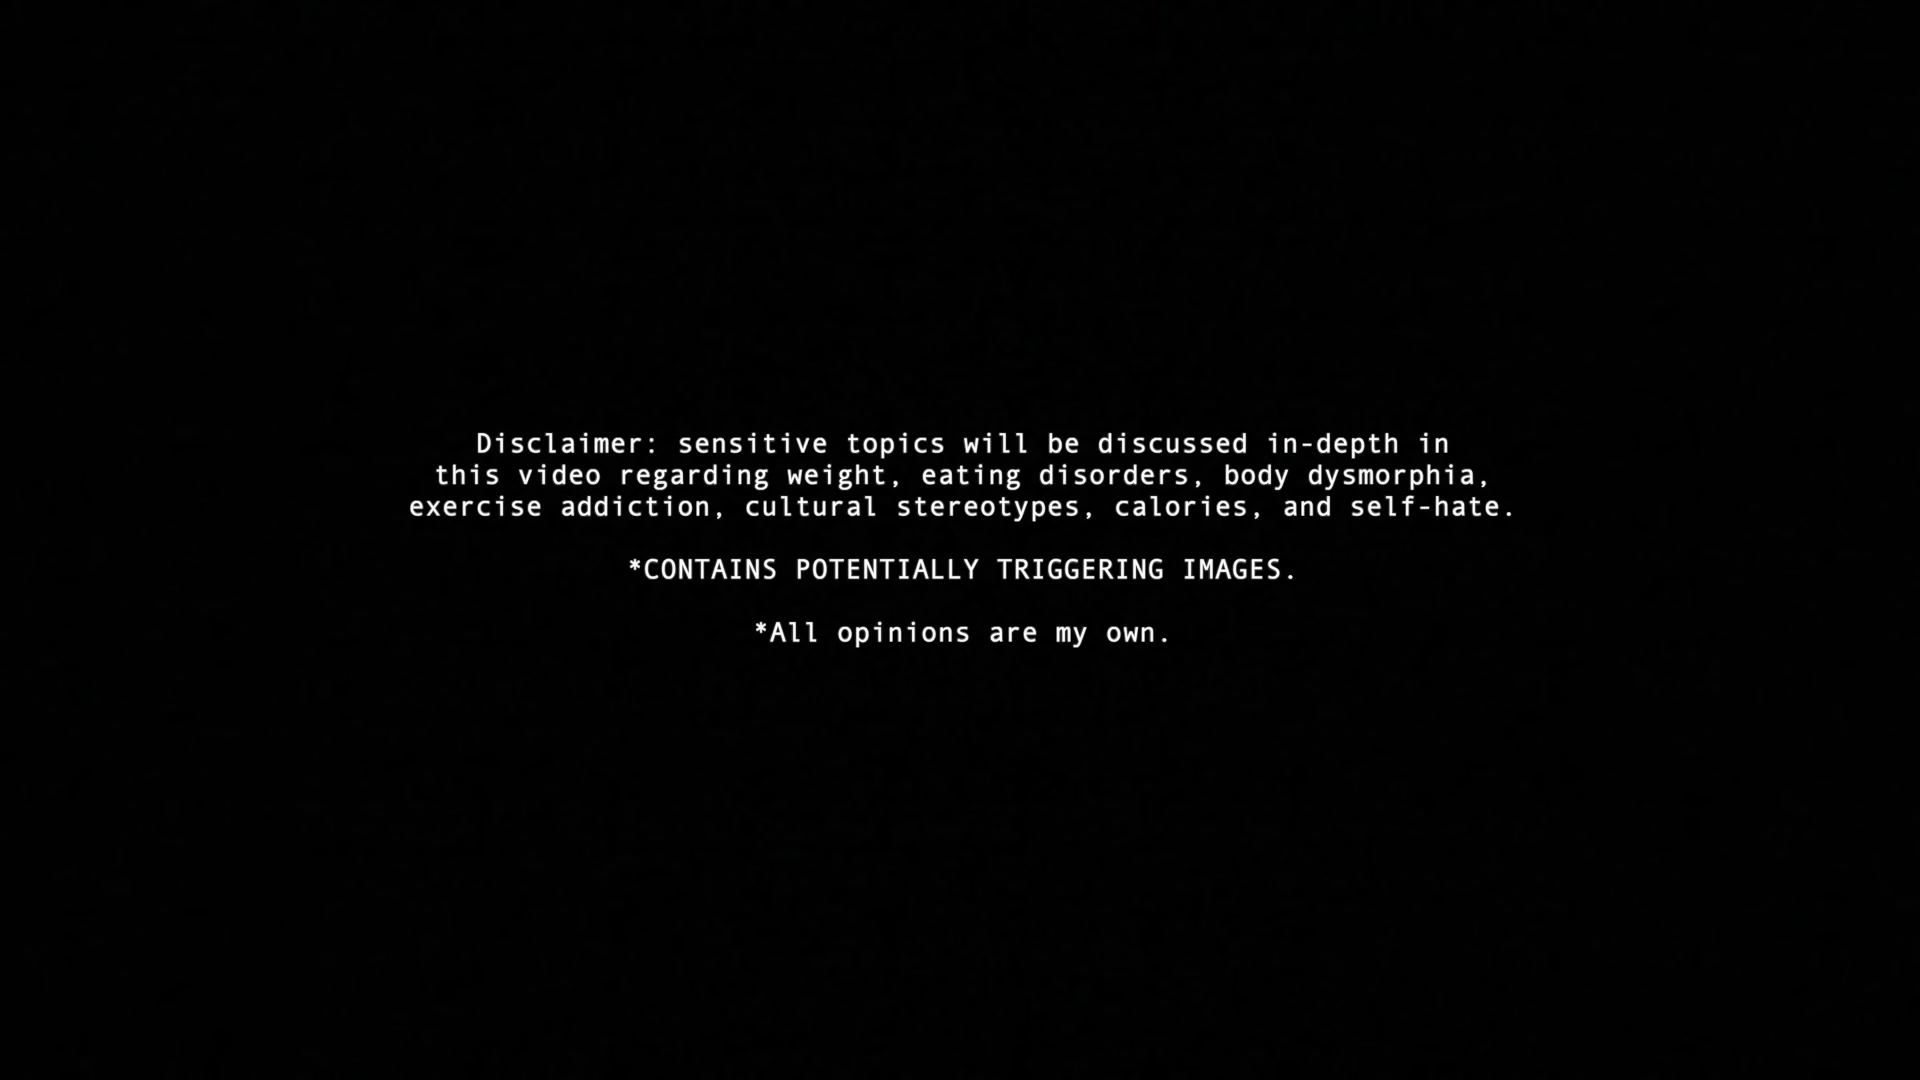 Disclaimer: sensitive topics will be discussed in-depth in
this video regarding weight, eating disorders, body dysmorphia,
exercise addiction, cultural stereotypes, calories, and self-hate.
*CONTAINS POTENTIALLY TRIGGERING IMAGES.
*All opinions are my own.